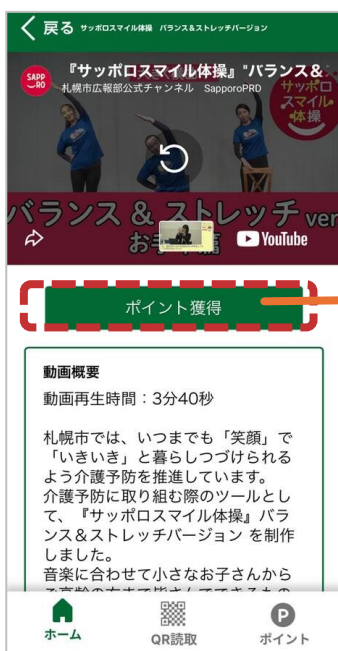 戻る サッポロスマイル体操 バランス&ストレッチバージョン
SAPP
RO
『サッポロスマイル体操』"バランス&
札幌市広報部公式チャンネル SapporoPRD
サッポロ
スマイル
体操
バランス & ストレッチ ver
お手本編
YouTube
ポイント獲得
動画概要
動画再生時間：3分40秒
札幌市では、いつまでも「笑顔」で
「いきいき」と暮らしつづけられる
よう介護予防を推進しています。
介護予防に取り組む際のツールとし
て、『サッポロスマイル体操』バラ
ンス&ストレッチバージョン を制作
しました。
音楽に合わせて小さなお子さんから
ホーム
QR読取
P
ポイント